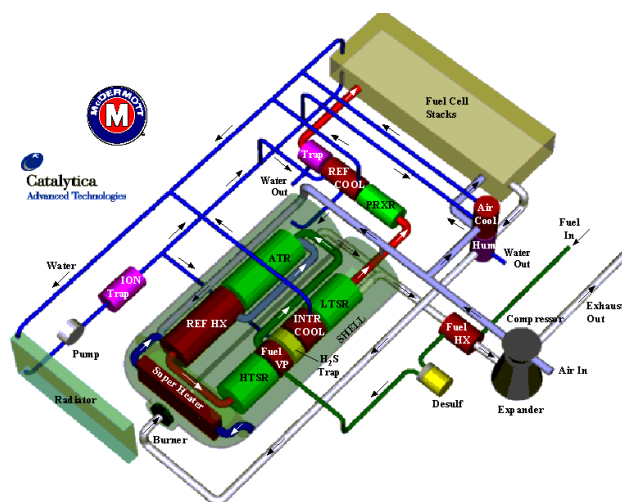 McDERMOTT
M
Catalytica
Advanced Technologies
Fuel Cell
Stacks
Trap
REF
COOL
PRXR
Water
Out
Air
Cool
Hum
Water
Out
Fuel
In
ATR
LTSR
ION
Trap
Water
REF HX
INTR
COOL
SHELL
Fuel
HX
Compressor
Exhaust
Out
Pump
Fuel
VP
H₂S
Trap
HTSR
Super Heater
Radiator
Burner
Desulf
Expander
Air In